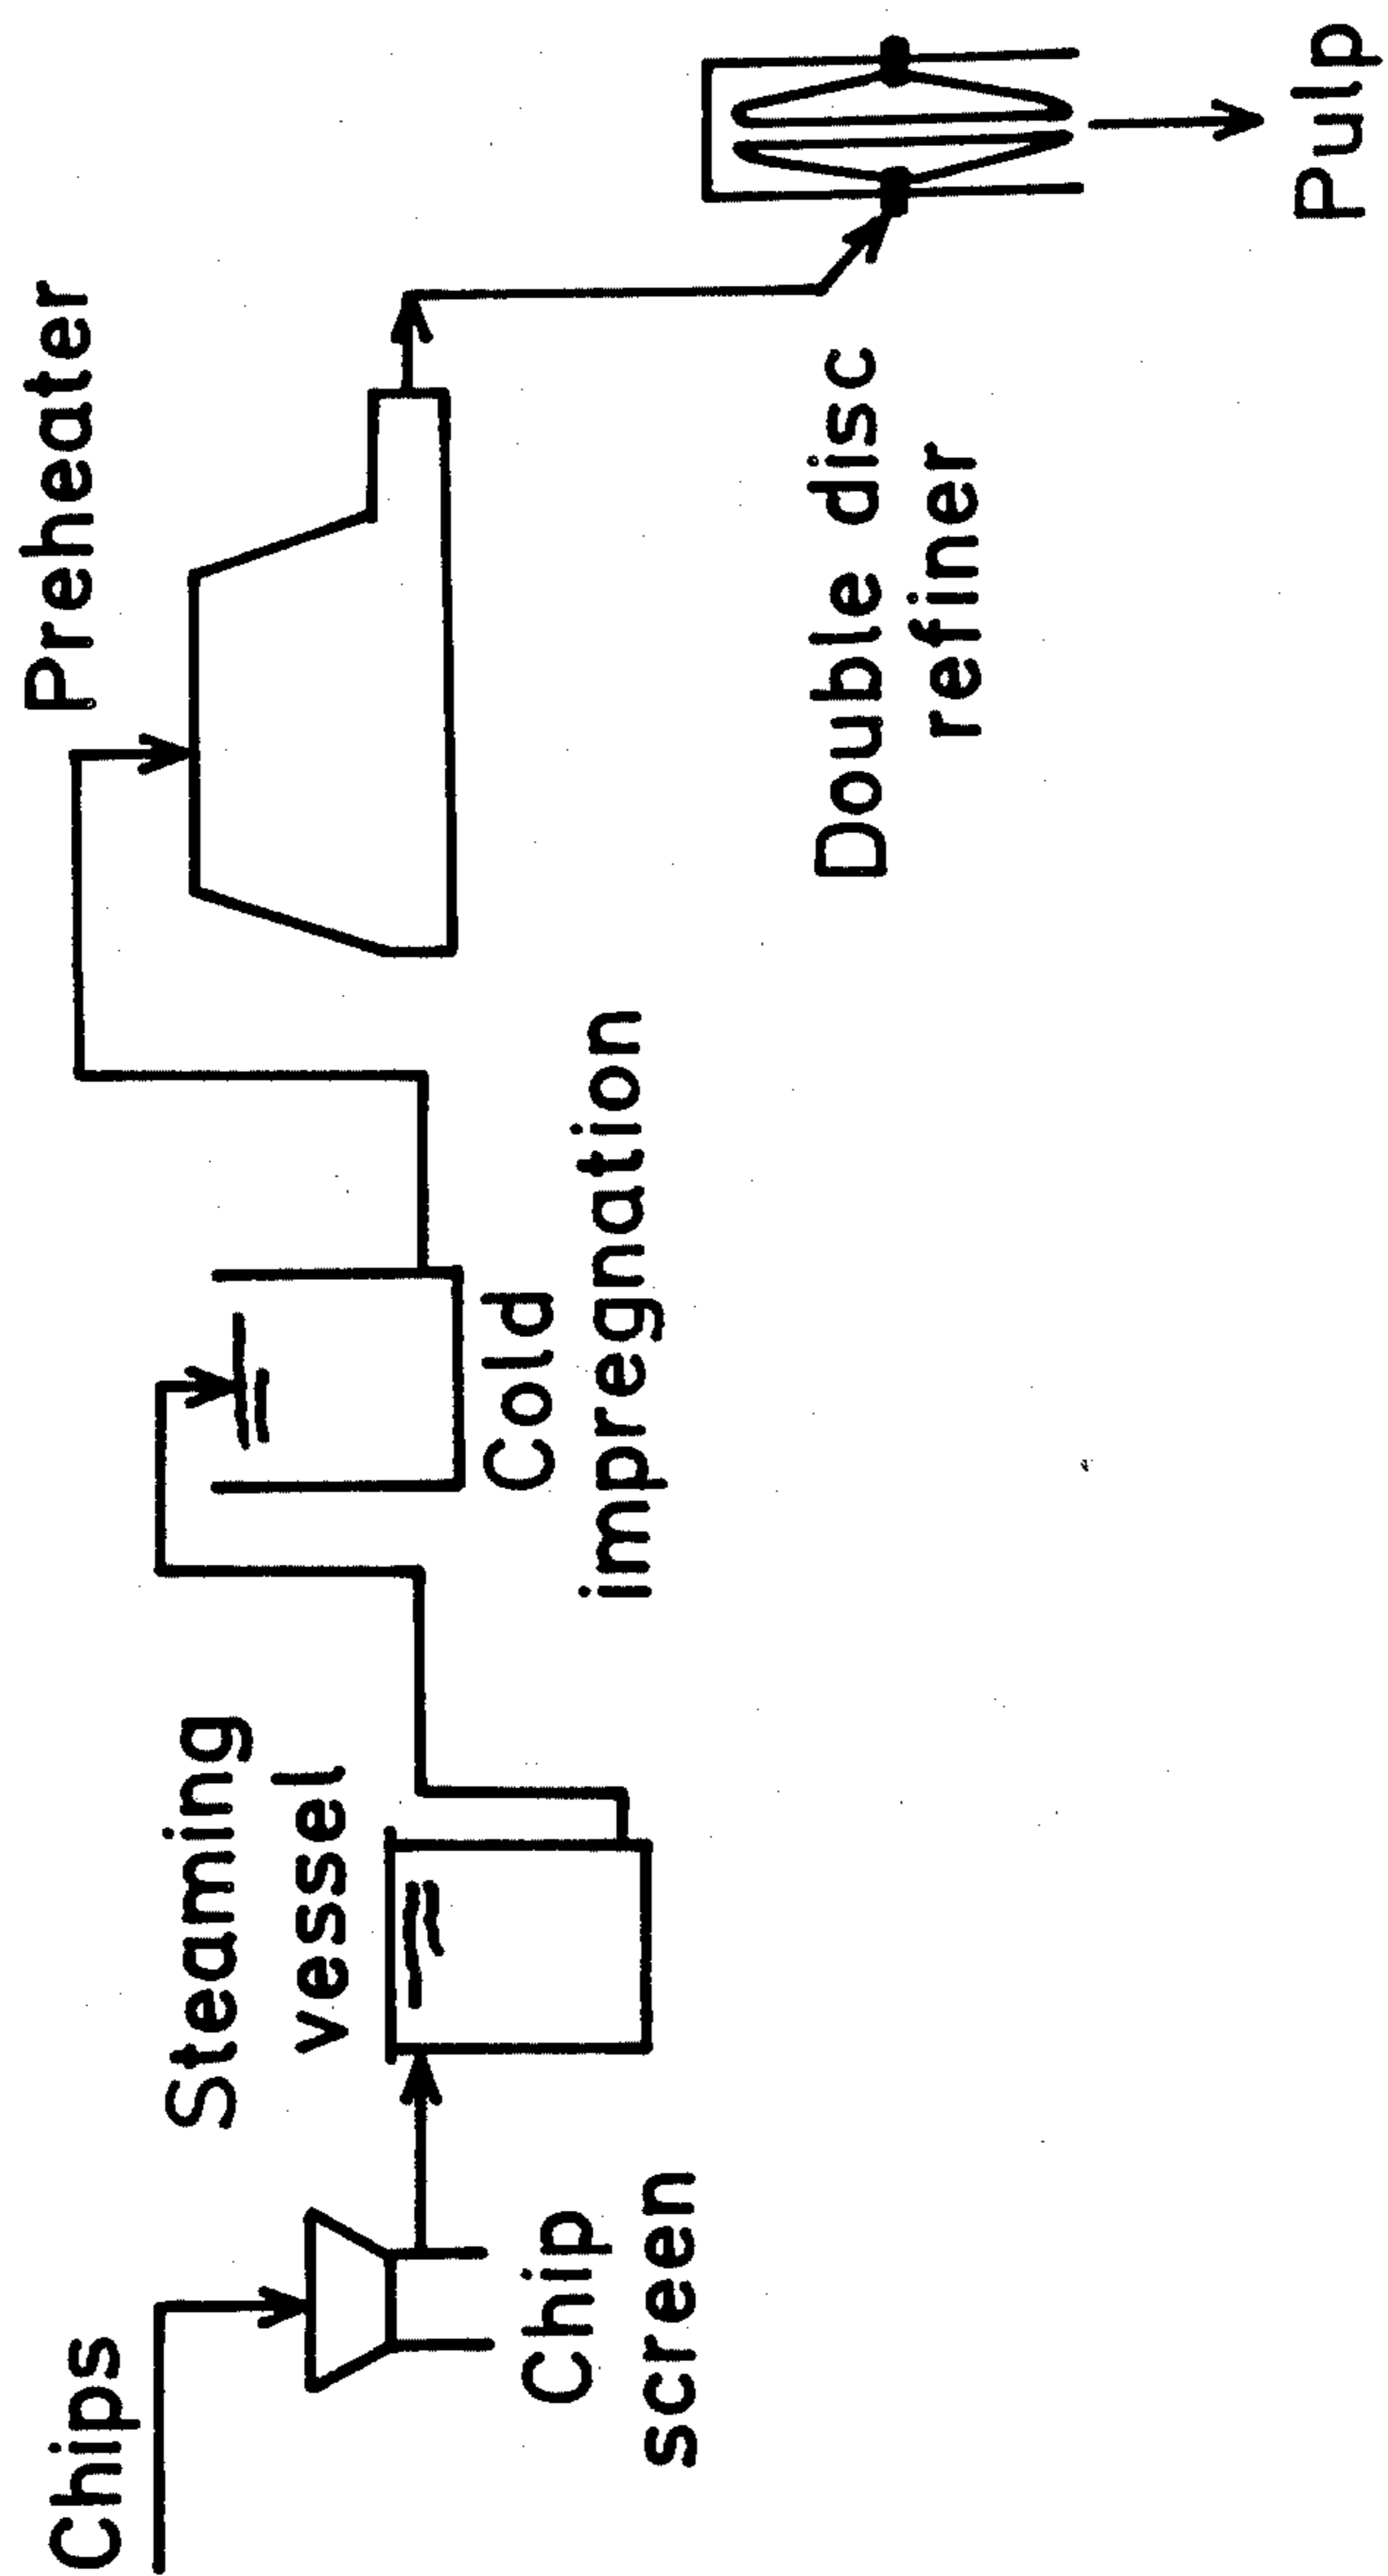 Chips
Chip
screen
Steaming
vessel
Cold
impregnation
Preheater
Double disc
refiner
Pulp